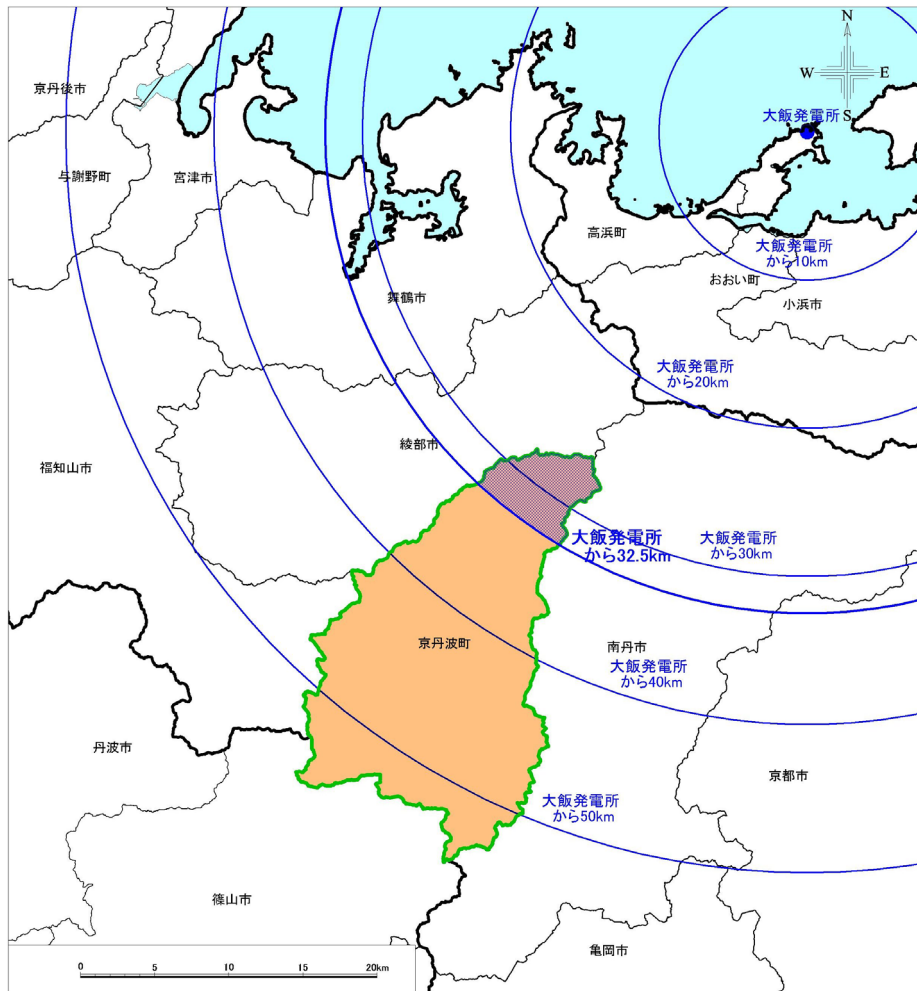 N
W
E
S
大飯発電所
京丹後市
与謝野町
宮津市
高浜町
大飯発電所
から10km
おおい町
小浜市
舞鶴市
大飯発電所
から20km
綾部市
福知山市
大飯発電所
から32.5km
大飯発電所
から30km
京丹波町
南丹市
大飯発電所
から40km
丹波市
京都市
大飯発電所
から50km
篠山市
亀岡市
0 5 10 15 20km